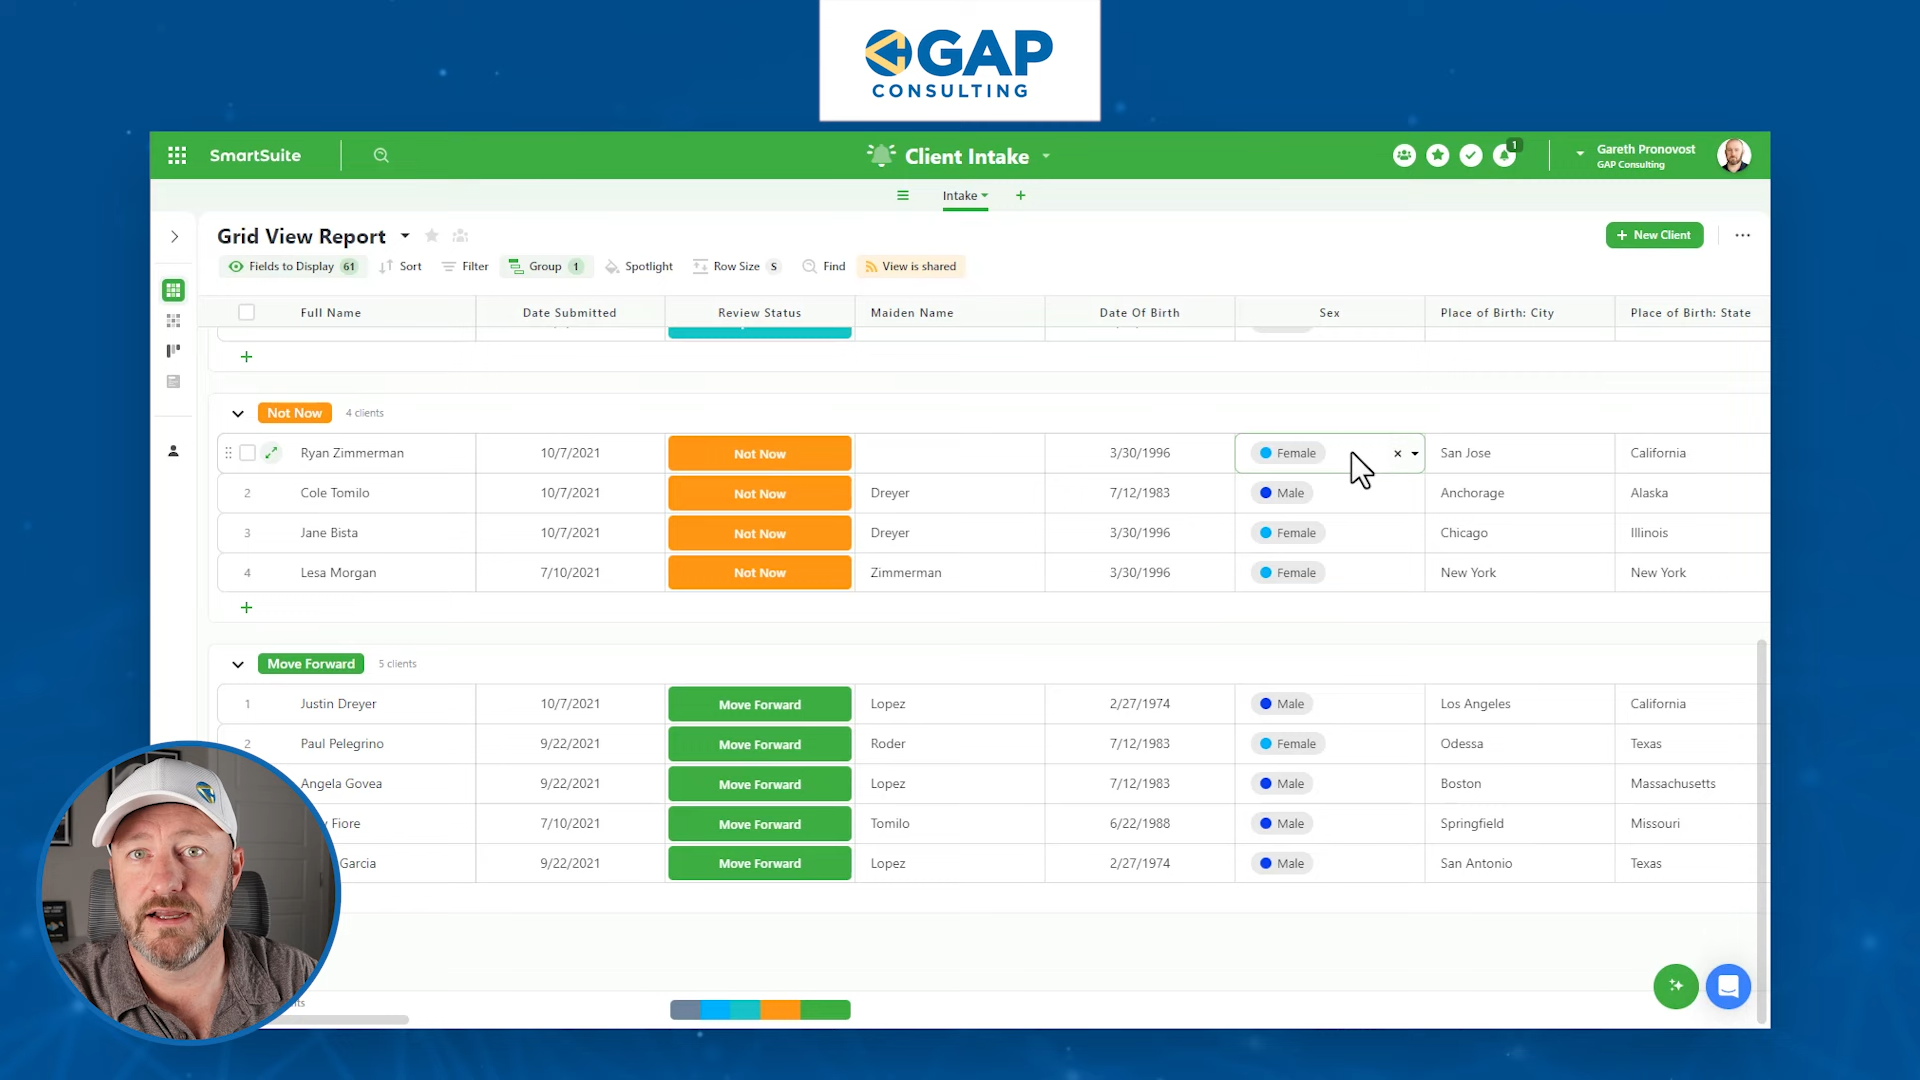 GAP
CONSULTING
SmartSuite
Client Intake
1
Gareth Pronovost
GAP Consulting
Intake
+
Grid View Report
+ New Client
Fields to Display 61
Sort
Filter
Group 1
Spotlight
Row Size S
Find
View is shared
Full Name Date Submitted Review Status Maiden Name Date Of Birth Sex Place of Birth: City Place of Birth: State
+
Not Now 4 clients
Ryan Zimmerman 10/7/2021 Not Now 3/30/1996 Female × San Jose California
2 Cole Tomilo 10/7/2021 Not Now Dreyer 7/12/1983 Male Anchorage Alaska
3 Jane Bista 10/7/2021 Not Now Dreyer 3/30/1996 Female Chicago Illinois
4 Lesa Morgan 7/10/2021 Not Now Zimmerman 3/30/1996 Female New York New York
+
Move Forward 5 clients
1 Justin Dreyer 10/7/2021 Move Forward Lopez 2/27/1974 Male Los Angeles California
2 Paul Pelegrino 9/22/2021 Move Forward Roder 7/12/1983 Female Odessa Texas
Angela Govea 9/22/2021 Move Forward Lopez 7/12/1983 Male Boston Massachusetts
Fiore 7/10/2021 Move Forward Tomilo 6/22/1988 Male Springfield Missouri
Garcia 9/22/2021 Move Forward Lopez 2/27/1974 Male San Antonio Texas